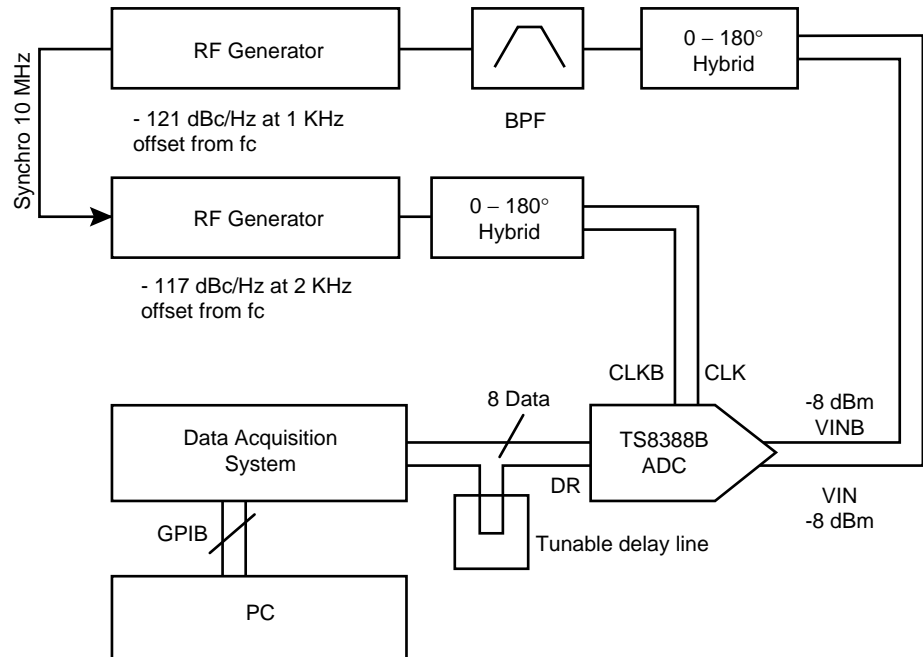 RF Generator
BPF
0 – 180°
Hybrid
Synchro 10 MHz
- 121 dBc/Hz at 1 KHz
offset from fc
RF Generator
0 – 180°
Hybrid
- 117 dBc/Hz at 2 KHz
offset from fc
CLKB
CLK
8 Data
Data Acquisition
System
TS8388B
ADC
-8 dBm
VINB
DR
VIN
-8 dBm
GPIB
Tunable delay line
PC